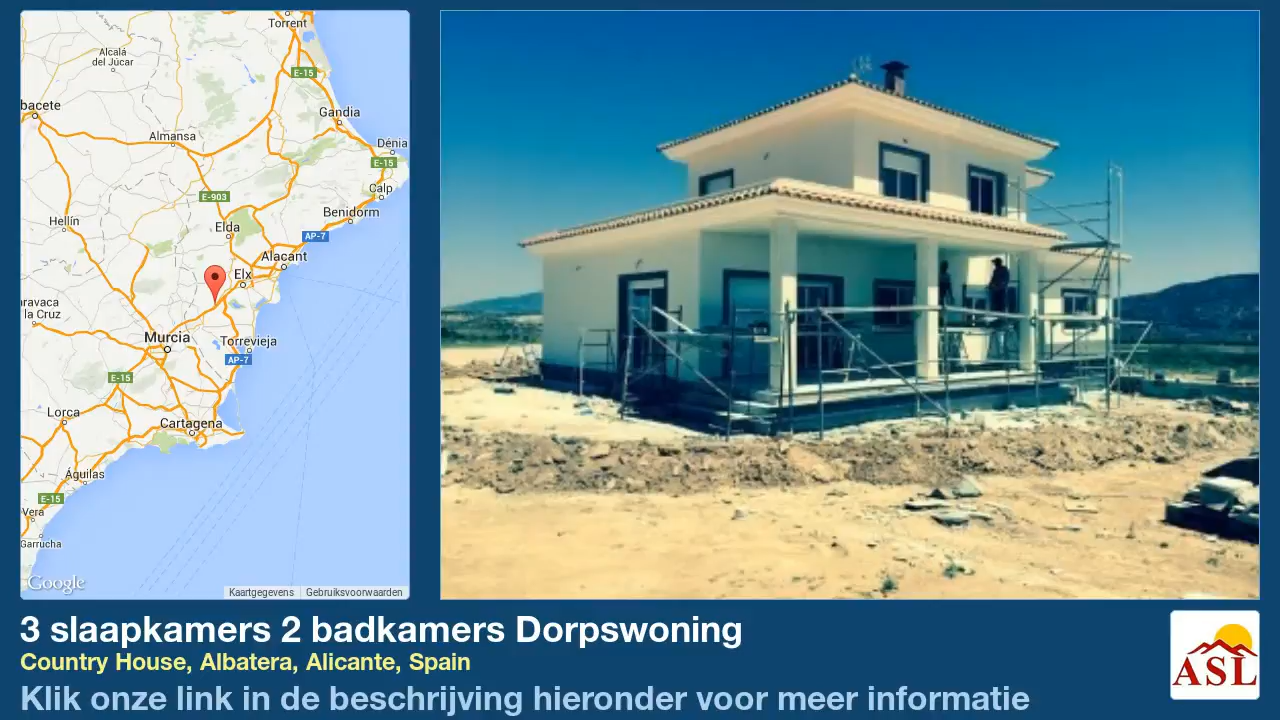 Torrent
Alcalá
del Júcar
E-15
bacete
Gandia
Almansa
Dénia
E-15
Calp
E-903
Benidorm
Hellín
Elda
AP-7
Alacant
Elx
aravaca
la Cruz
Murcia
Torrevieja
AP-7
E-15
Lorca
Cartagena
Águilas
E-15
Vera
Garrucha
Google
Kaartgegevens Gebruiksvoorwaarden
3 slaapkamers 2 badkamers Dorpswoning
Country House, Albatera, Alicante, Spain
Klik onze link in de beschrijving hieronder voor meer informatie
ASL